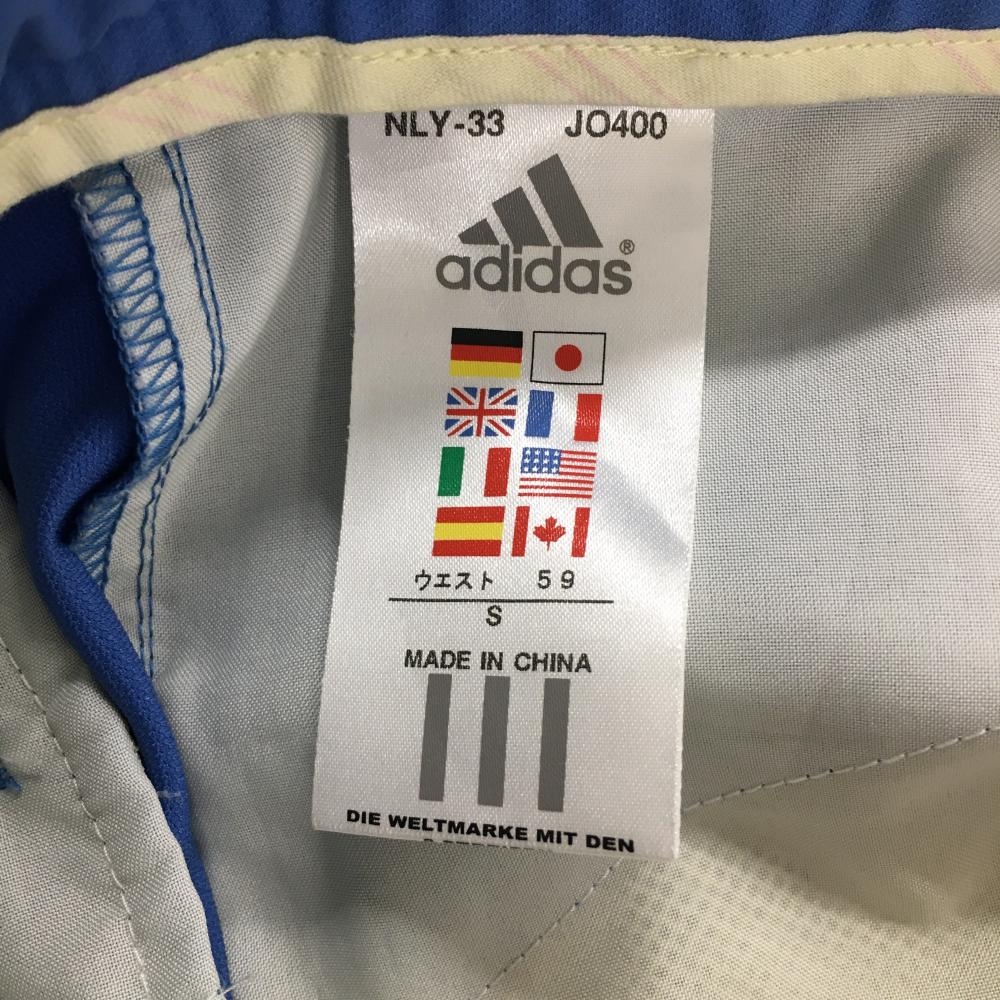 NLY-33 JO400
adidas®
ウエスト 59
S
MADE IN CHINA
DIE WELTMARKE MIT DEN